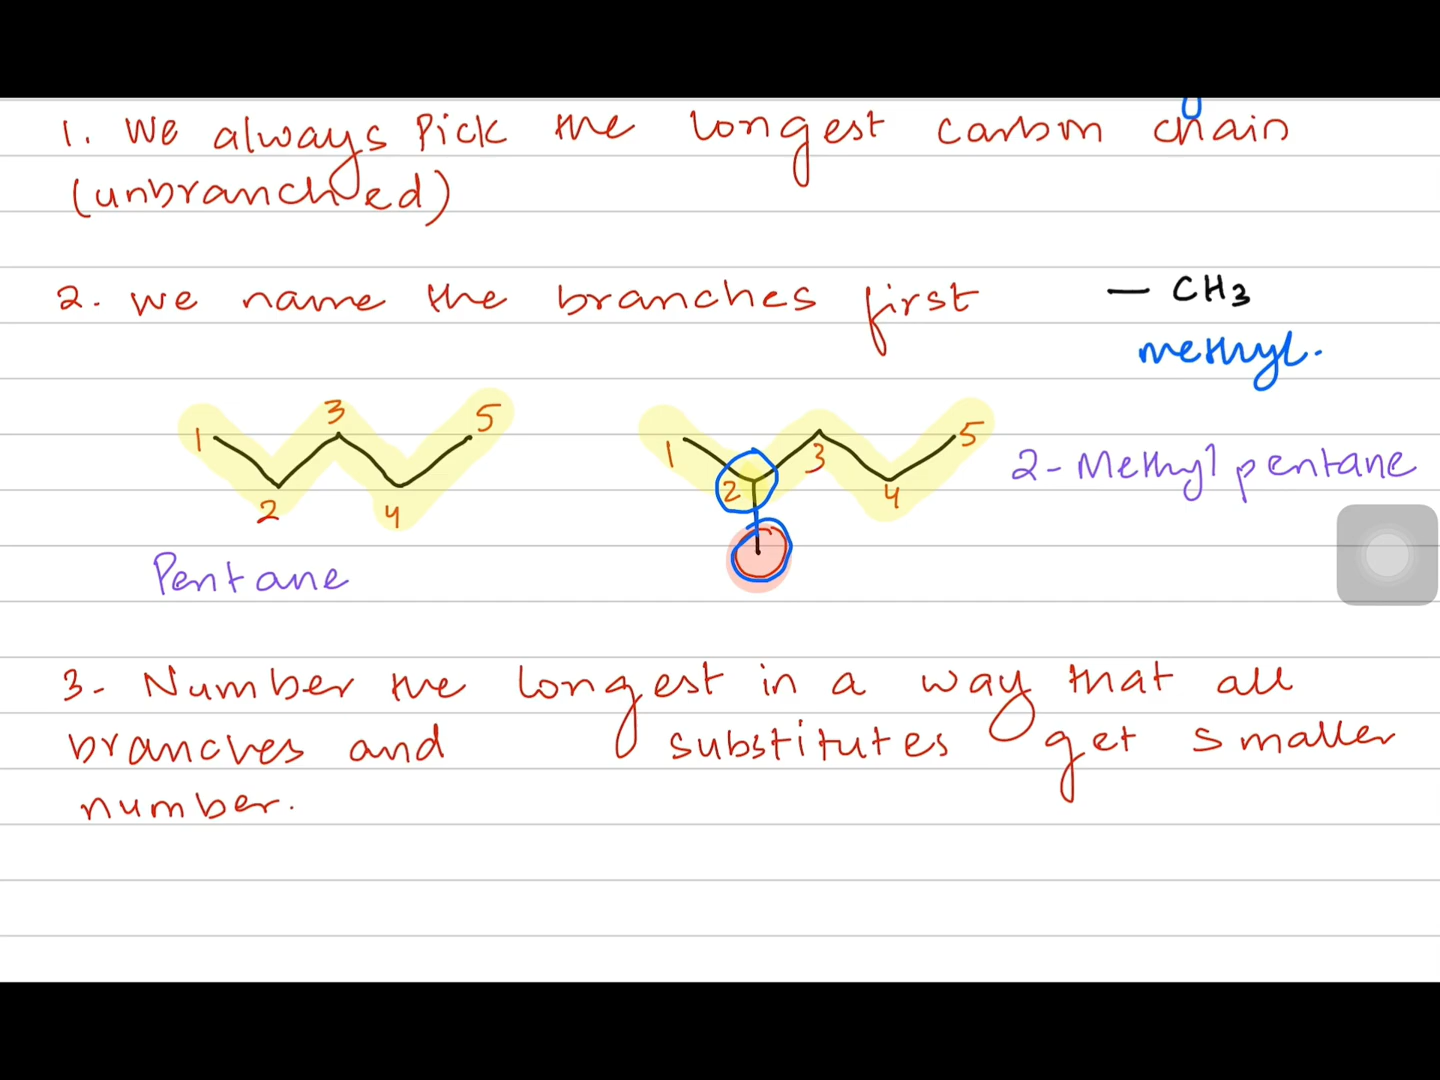 1. We always Pick the longest carbon chain
(unbranched)
2. we name the branches first
— CH3
methyl.
1 2 3 4 5
1 2 3 4 5
2-Methyl pentane
Pentane
3- Number the longest in a way that all
branches and substitutes get smaller
number.